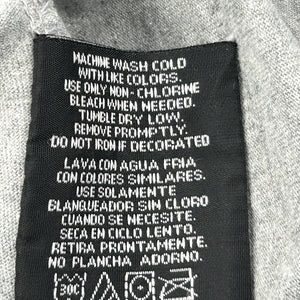 MACHINE WASH COLD
WITH LIKE COLORS.
USE ONLY NON-CHLORINE
BLEACH WHEN NEEDED.
TUMBLE DRY LOW.
REMOVE PROMPTLY.
DO NOT IRON IF DECORATED
LAVA CON AGUA FRIA
CON COLORES SIMILARES.
USE SOLAMENTE
BLANQUEADOR SIN CLORO
CUANDO SE NECESITE.
SECA EN CICLO LENTO.
RETIRA PRONTAMENTE.
NO PLANCHA ADORNO.
30C